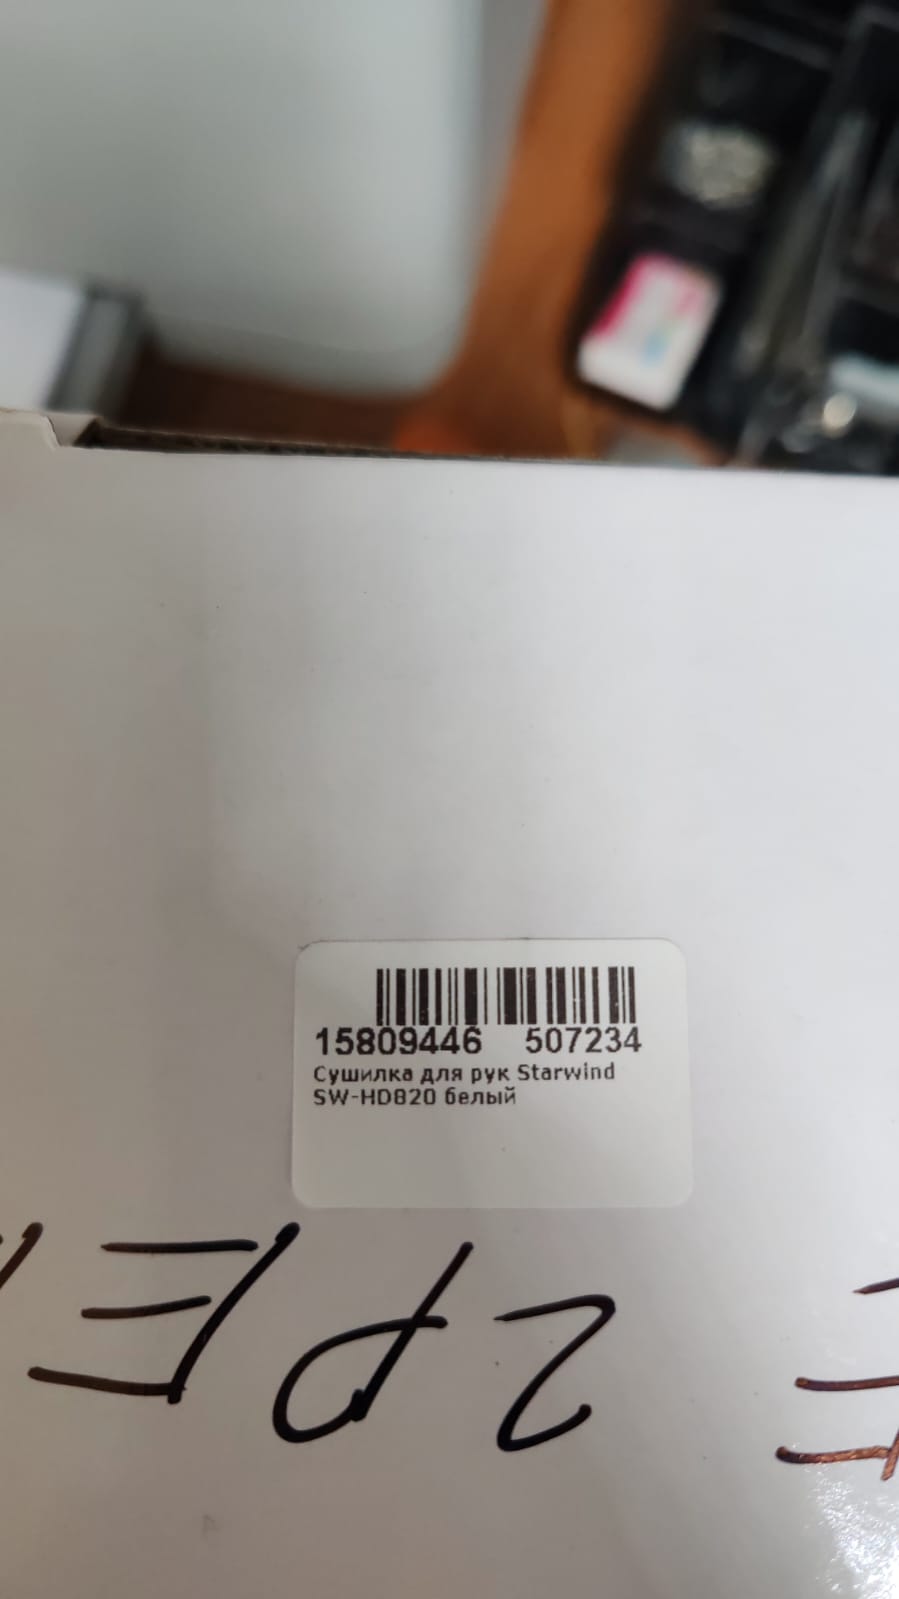 15809446 507234
Сушилка для рук Starwind
SW-HD820 белый